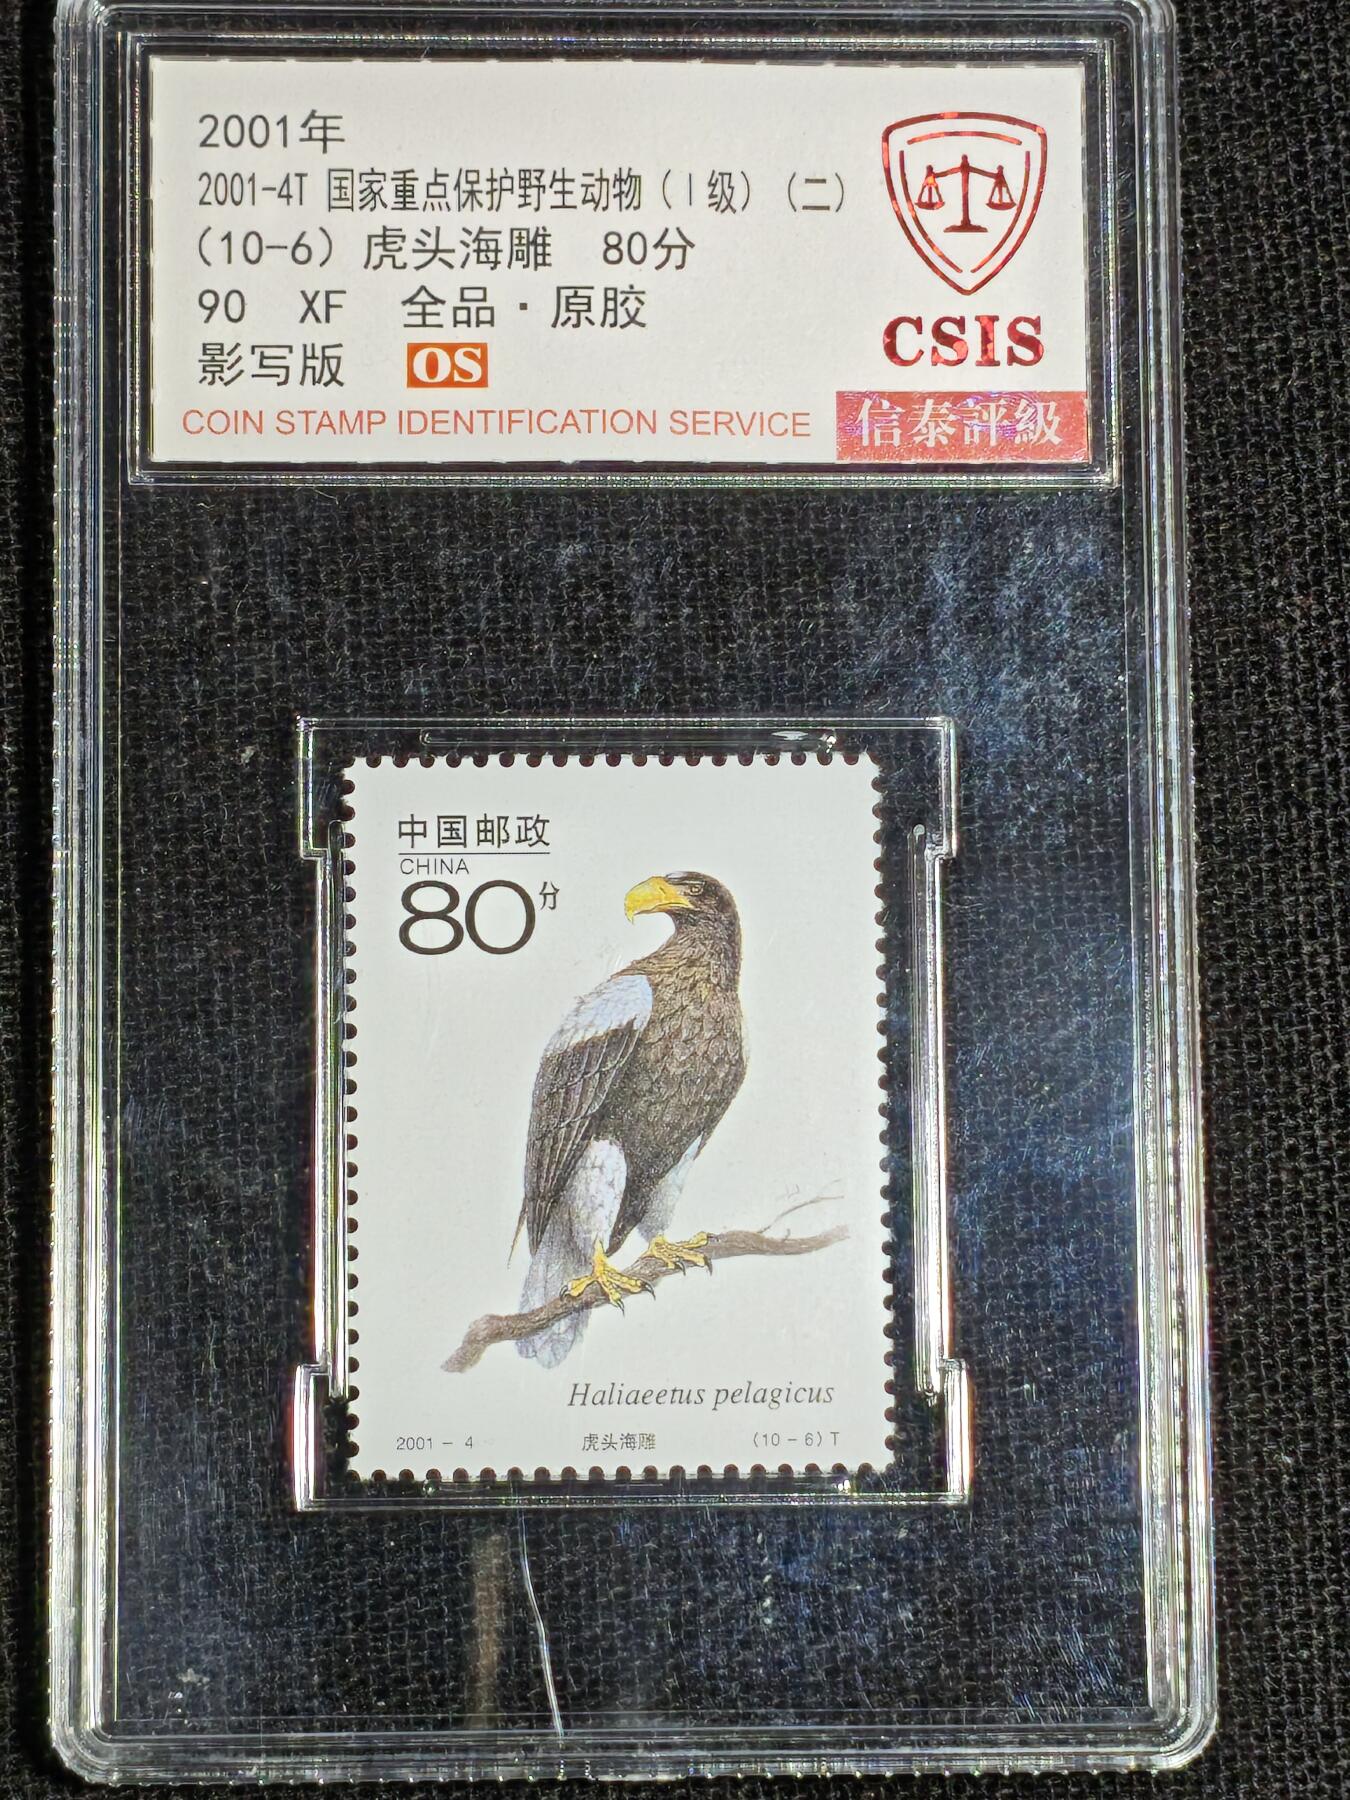 2001年
2001-4T 国家重点保护野生动物（Ⅰ级）（二）
（10-6）虎头海雕 80分
90 XF 全品·原胶
影写版 OS
COIN STAMP IDENTIFICATION SERVICE
CSIS
信泰評級
中国邮政
CHINA
80分
Haliaeetus pelagicus
2001-4 虎头海雕 (10-6)T